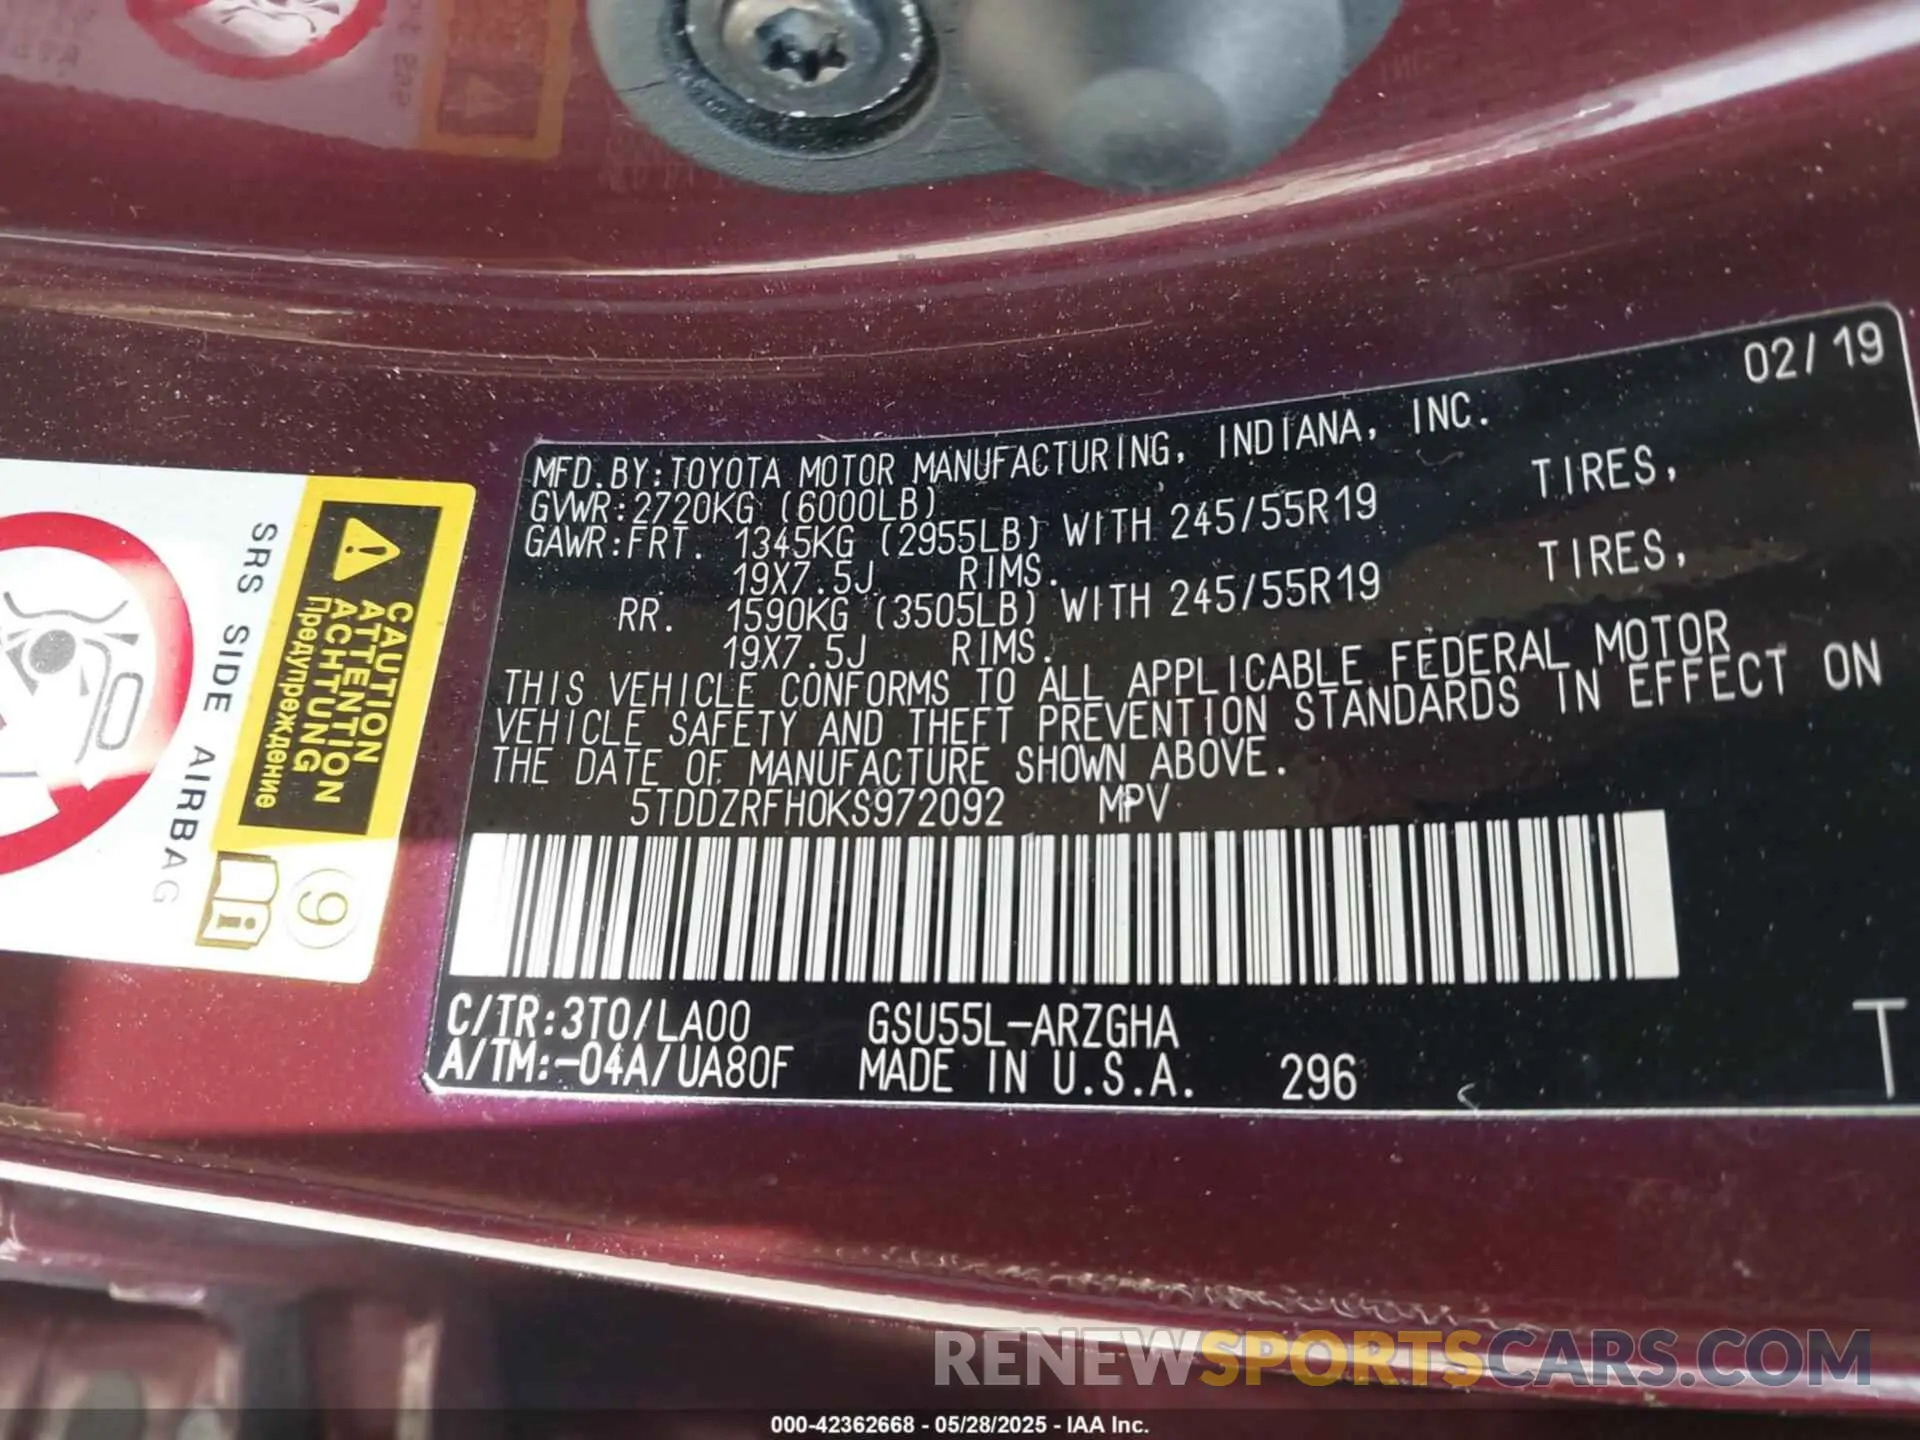 02/19
MFD.BY:TOYOTA MOTOR MANUFACTURING, INDIANA, INC.
GVWR:2720KG (6000LB)
GAWR:FRT. 1345KG (2955LB) WITH 245/55R19 TIRES,
19X7.5J RIMS.
RR. 1590KG (3505LB) WITH 245/55R19 TIRES,
19X7.5J RIMS.
THIS VEHICLE CONFORMS TO ALL APPLICABLE FEDERAL MOTOR
VEHICLE SAFETY AND THEFT PREVENTION STANDARDS IN EFFECT ON
THE DATE OF MANUFACTURE SHOWN ABOVE.
5TDDZRFH0KS972092 MPV
C/TR:3T0/LA00 GSU55L-ARZGHA
A/TM:-04A/UA80F MADE IN U.S.A. 296
T
CAUTION
ATTENTION
ACHTUNG
Предупреждение
SRS SIDE AIRBAG
9
RENEWSPORTSCARS.COM
000-42362668 - 05/28/2025 - IAA Inc.